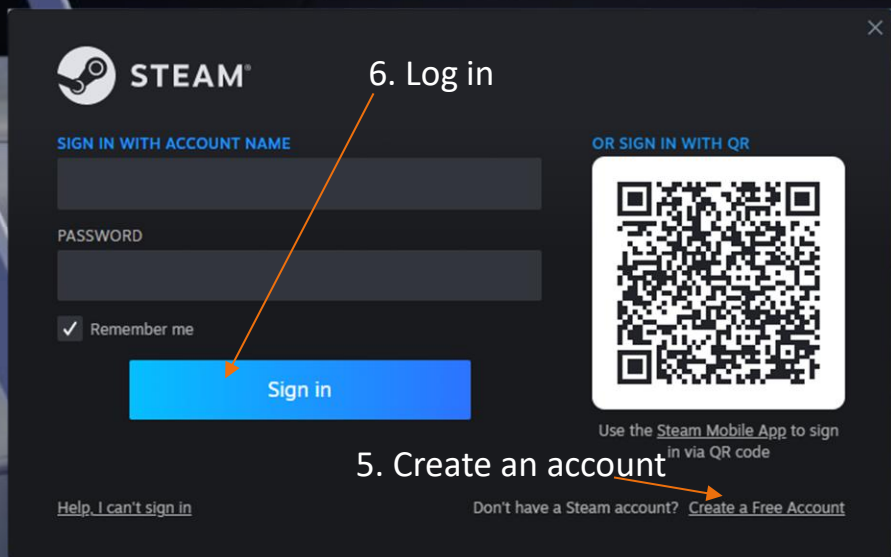 STEAM®
6. Log in
SIGN IN WITH ACCOUNT NAME
OR SIGN IN WITH QR
PASSWORD
Remember me
Sign in
Use the Steam Mobile App to sign
in via QR code
5. Create an account
Help, I can't sign in
Don't have a Steam account? Create a Free Account